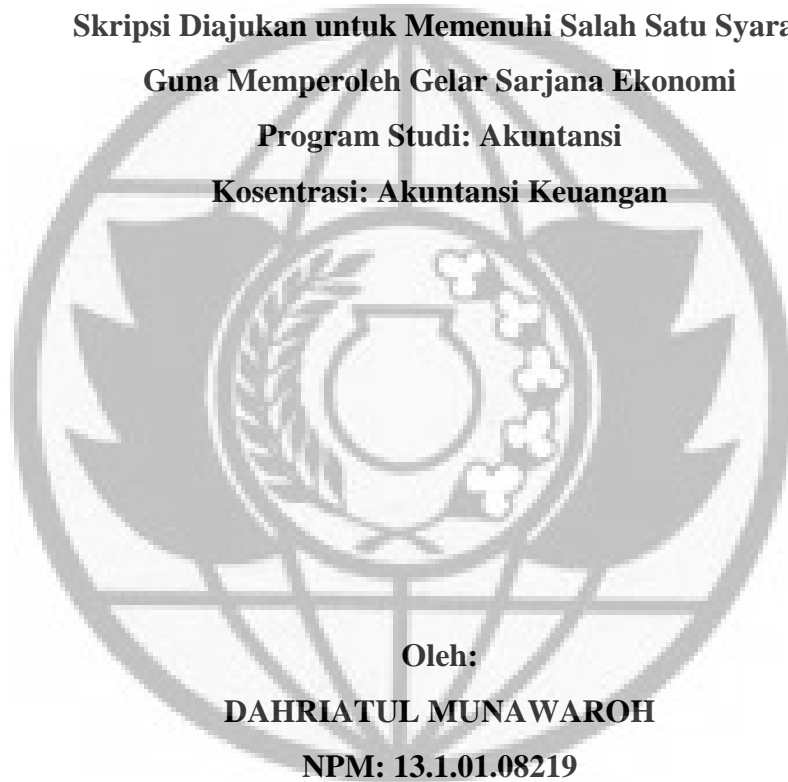 Skripsi Diajukan untuk Memenuhi Salah Satu
Guna Memperoleh Gelar Sarjana Ekonomi
Program Studi: Akuntansi
Kosentrasi: Akuntansi Keuangan
Oleh:
DAHRIATUL MUNAWAROH
NPM: 13.1.01.08219